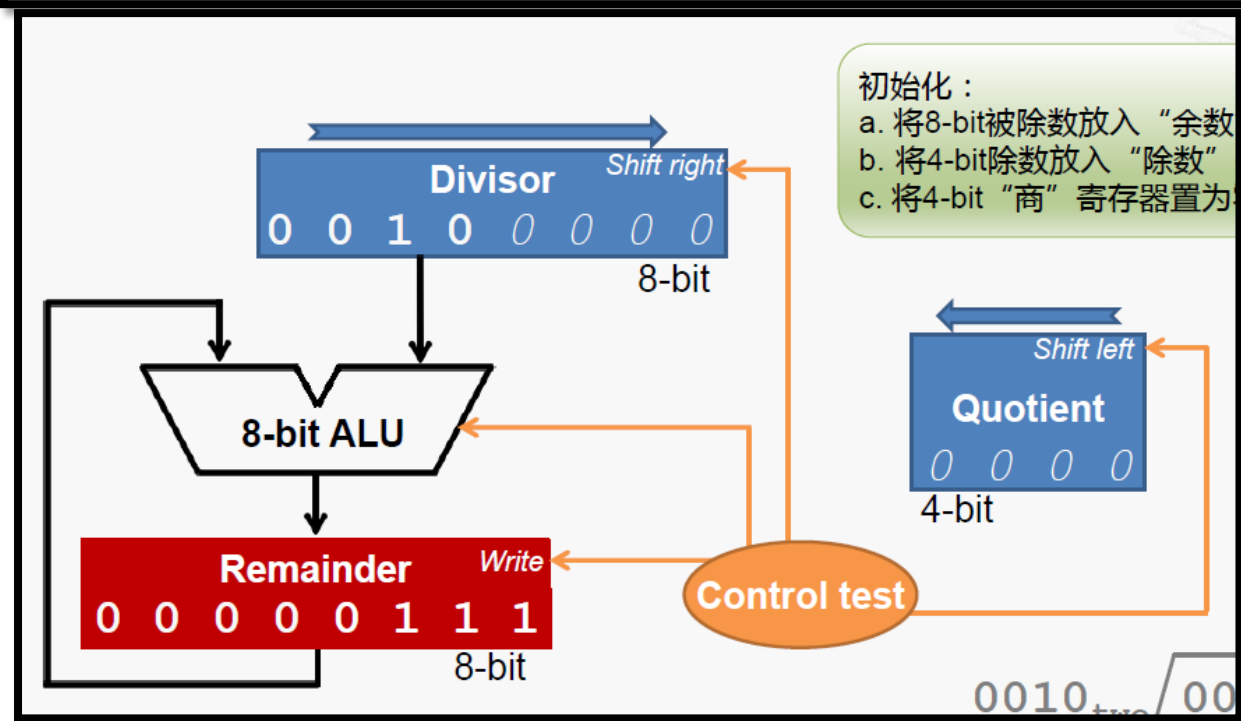 初始化：
a. 将8-bit被除数放入“余数
b. 将4-bit除数放入“除数”
c. 将4-bit“商”寄存器置为
Divisor
Shift right
0 0 1 0 0 0 0 0
8-bit
Shift left
Quotient
0 0 0 0
4-bit
8-bit ALU
Remainder
Write
0 0 0 0 0 1 1 1
8-bit
Control test
0010two/00